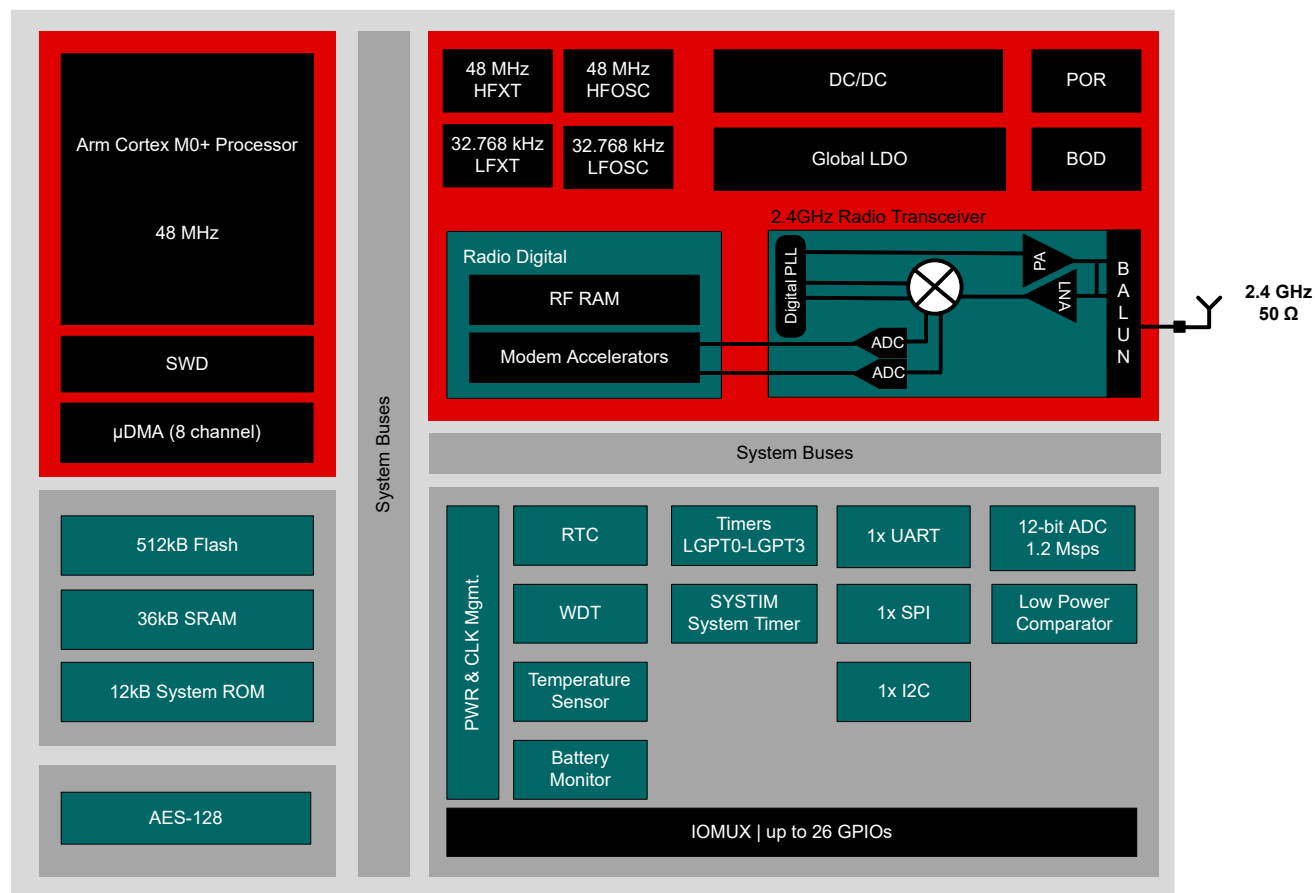 Arm Cortex M0+ Processor
48 MHz
SWD
µDMA (8 channel)
512kB Flash
36kB SRAM
12kB System ROM
AES-128
System Buses
48 MHz
HFXT
48 MHz
HFOSC
DC/DC
POR
32.768 kHz
LFXT
32.768 kHz
LFOSC
Global LDO
BOD
Radio Digital
RF RAM
Modem Accelerators
2.4GHz Radio Transceiver
Digital PLL
PA
LNA
ADC
ADC
BALUN
2.4 GHz
50 Ω
System Buses
PWR & CLK Mgmt.
RTC
Timers
LGPT0-LGPT3
1x UART
12-bit ADC
1.2 Msps
WDT
SYSTIM
System Timer
1x SPI
Low Power
Comparator
Temperature
Sensor
1x I2C
Battery
Monitor
IOMUX | up to 26 GPIOs